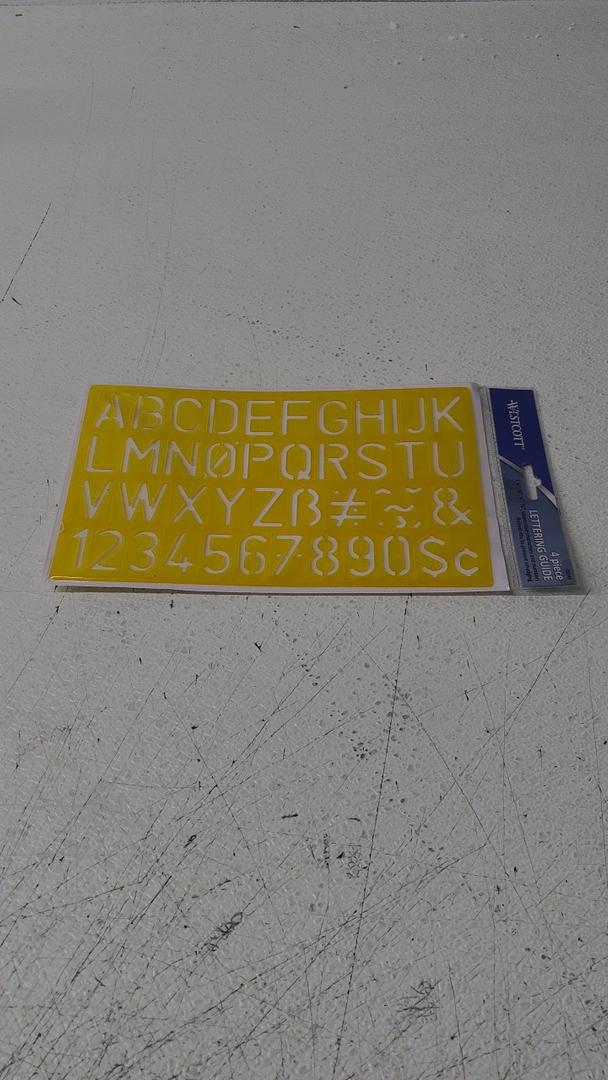 ABCDEFGHIJK
LMNØPQRSTU
VWXYZß≠~&
1234567890$¢
WESTCOTT
4 piece
LETTERING GUIDE